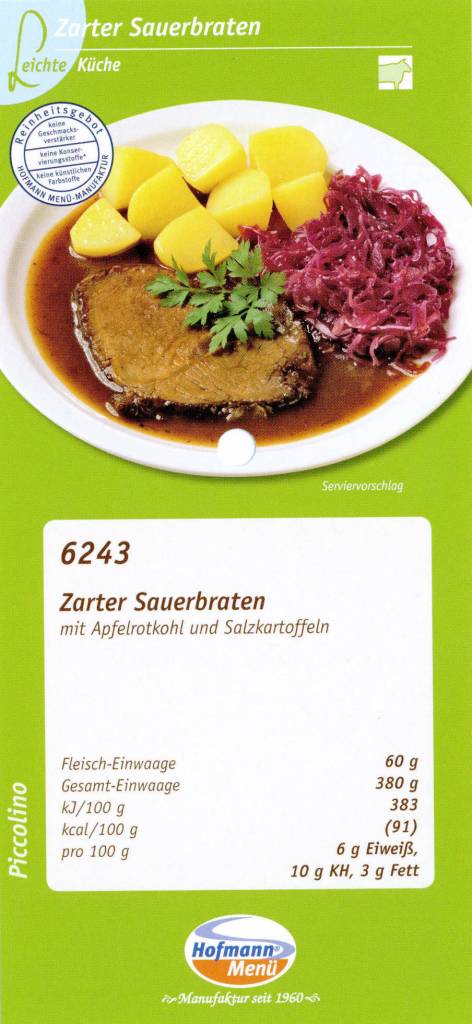 Zarter Sauerbraten
Leichte Küche
Reinheitsgebot
keine
Geschmacks-
verstärker
keine Konser-
vierungsstoffe*
keine künstlichen
Farbstoffe
HOFMANN MENÜ-MANUFAKTUR
Serviervorschlag
6243
Zarter Sauerbraten
mit Apfelrotkohl und Salzkartoffeln
Fleisch-Einwaage 60 g
Gesamt-Einwaage 380 g
kJ/100 g 383
kcal/100 g (91)
pro 100 g 6 g Eiweiß,
10 g KH, 3 g Fett
Piccolino
Hofmann®
Menü
Manufaktur seit 1960